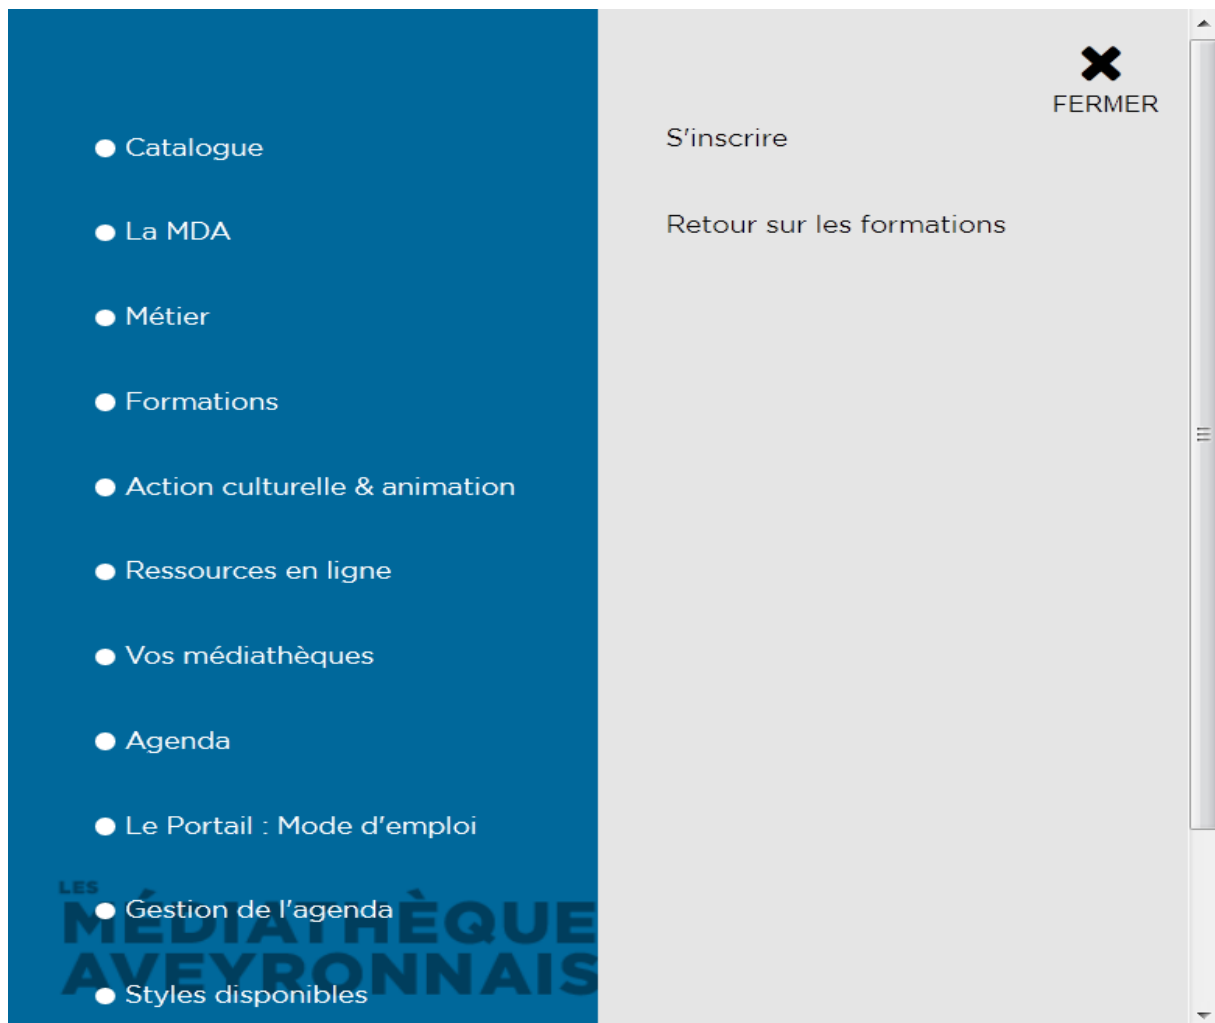 FERMER
Catalogue
La MDA
Métier
Formations
Action culturelle & animation
Ressources en ligne
Vos médiathèques
Agenda
Le Portail : Mode d'emploi
Gestion de l'agenda
Styles disponibles
LES
MÉDIATHÈQUE
AVEYRONNAIS
S'inscrire
Retour sur les formations